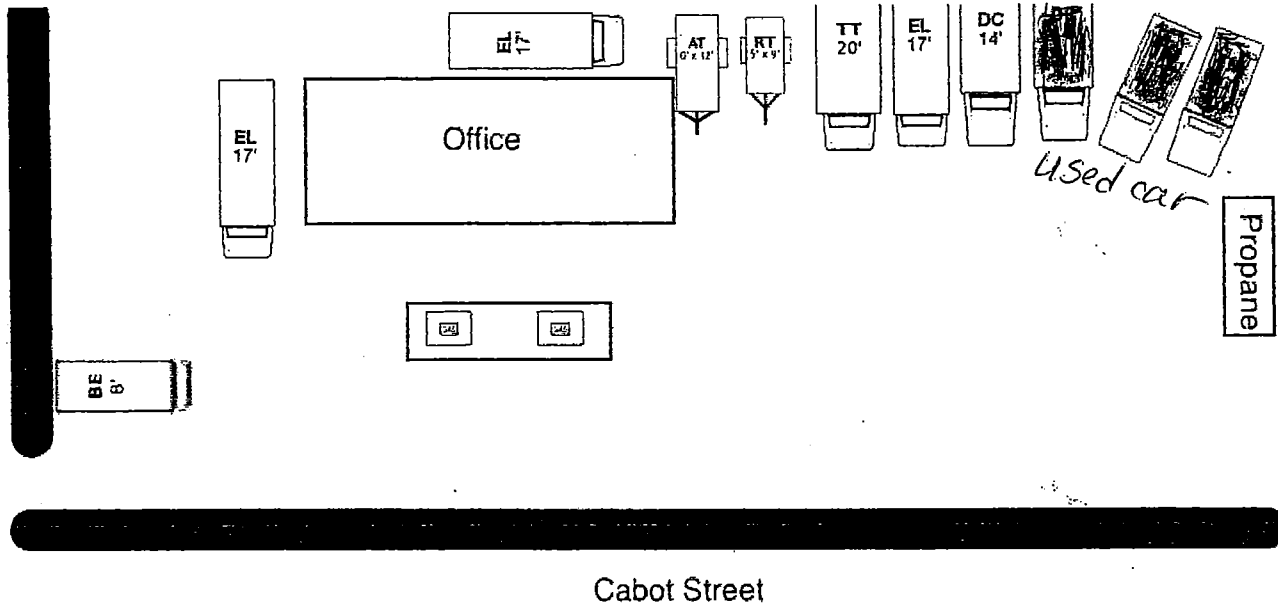 EL
17'
AT
6' x 12'
RT
5' x 9'
TT
20'
EL
17'
DC
14'
EL
17'
Office
used car
Propane
BE
8'
Cabot Street